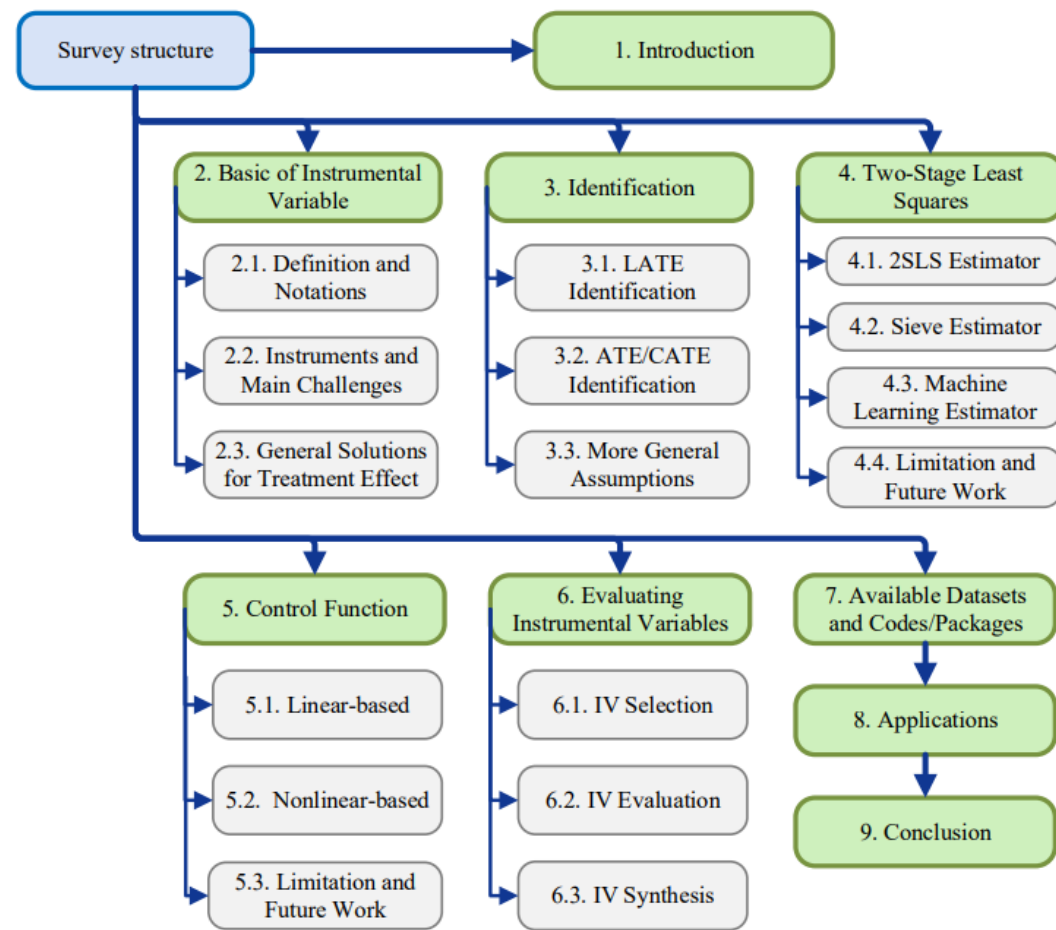 Survey structure
1. Introduction
2. Basic of Instrumental
Variable
2.1. Definition and
Notations
2.2. Instruments and
Main Challenges
2.3. General Solutions
for Treatment Effect
3. Identification
3.1. LATE
Identification
3.2. ATE/CATE
Identification
3.3. More General
Assumptions
4. Two-Stage Least
Squares
4.1. 2SLS Estimator
4.2. Sieve Estimator
4.3. Machine
Learning Estimator
4.4. Limitation and
Future Work
5. Control Function
5.1. Linear-based
5.2. Nonlinear-based
5.3. Limitation and
Future Work
6. Evaluating
Instrumental Variables
6.1. IV Selection
6.2. IV Evaluation
6.3. IV Synthesis
7. Available Datasets
and Codes/Packages
8. Applications
9. Conclusion